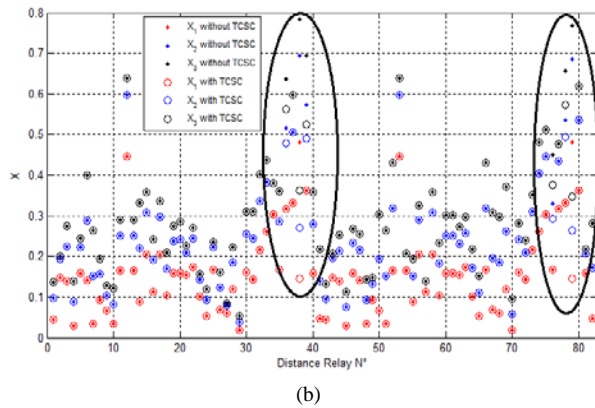 0.8
0.7
0.6
0.5
0.4
0.3
0.2
0.1
0
X
X1 without TCSC
X2 without TCSC
X3 without TCSC
X1 with TCSC
X2 with TCSC
X3 with TCSC
0 10 20 30 40 50 60 70 80
Distance Relay N°
(b)